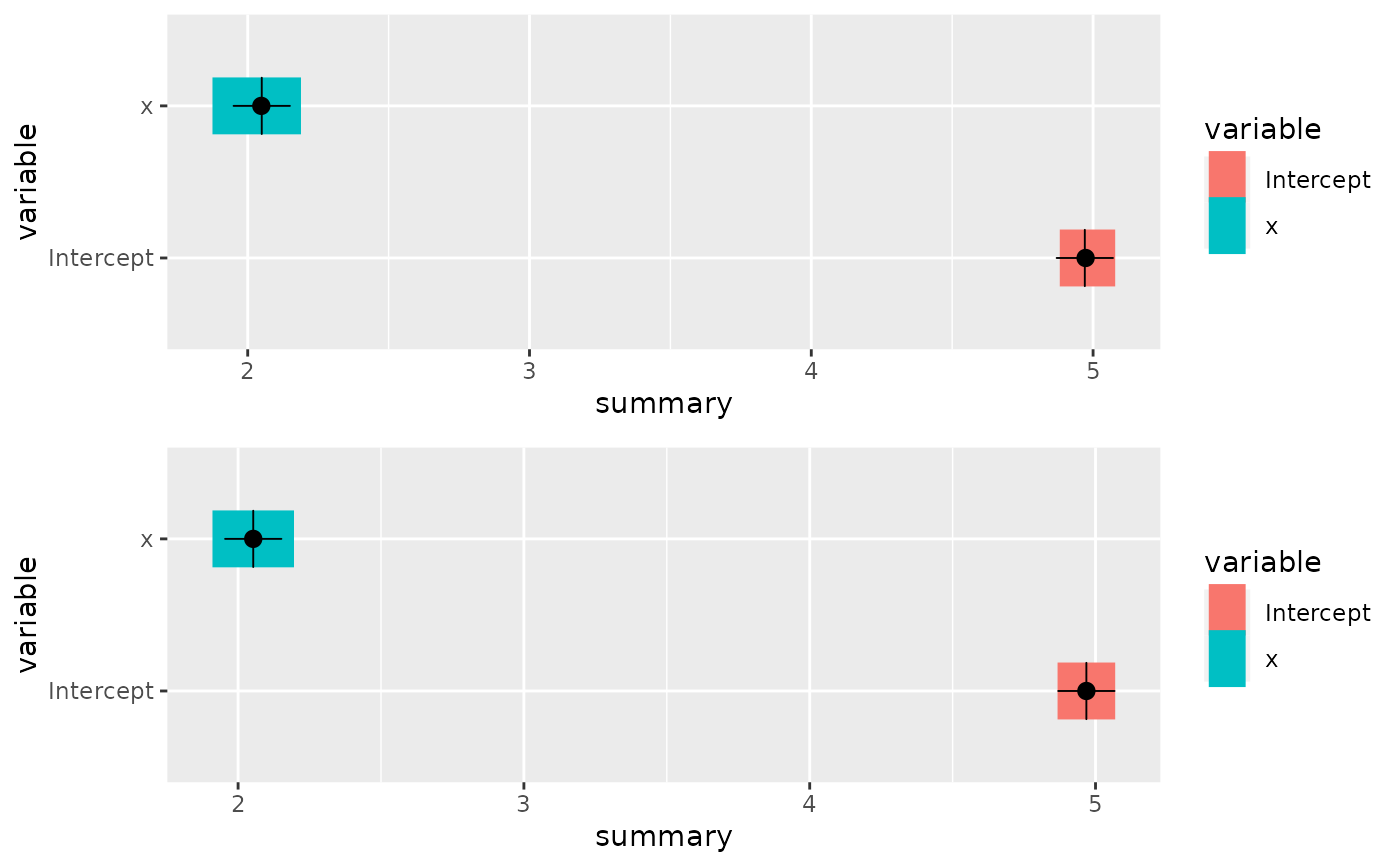 variable
x
Intercept
2 3 4 5
summary
variable
Intercept
x
variable
x
Intercept
2 3 4 5
summary
variable
Intercept
x